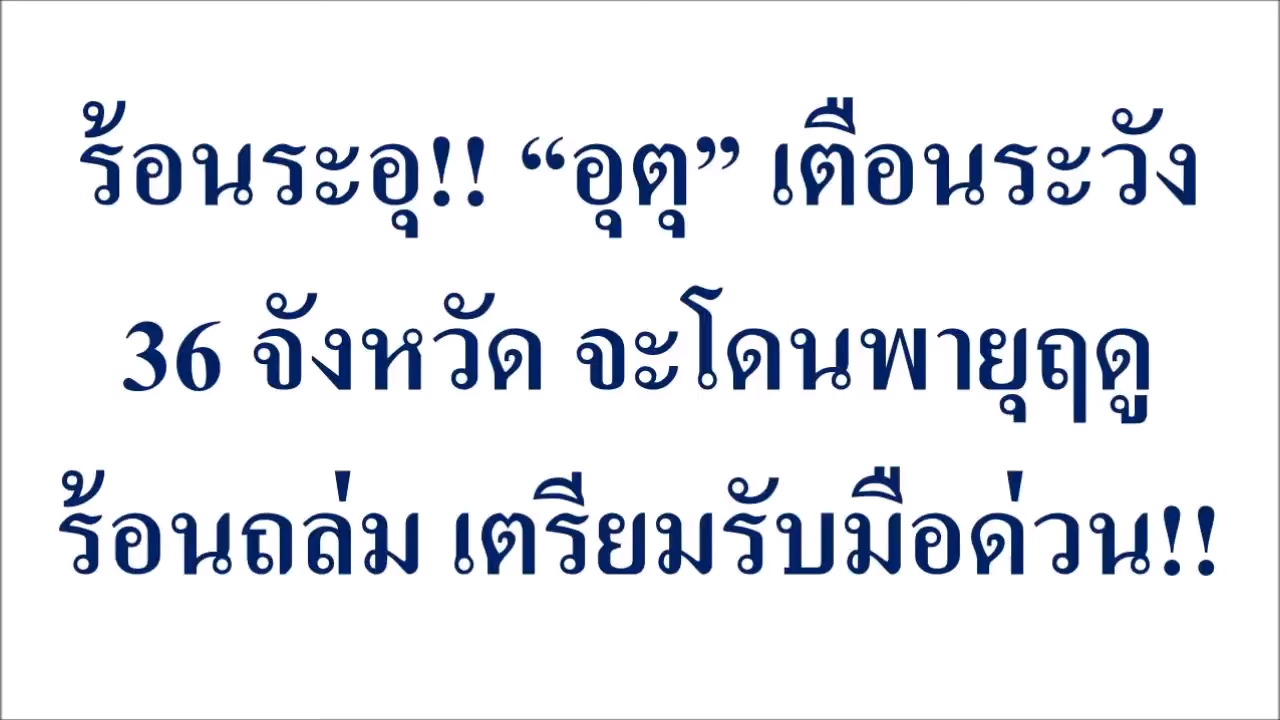 ร้อนระอุ!! “อุตุ” เตือนระวัง
36 จังหวัด จะโดนพายุฤดู
ร้อนถล่ม เตรียมรับมือด่วน!!